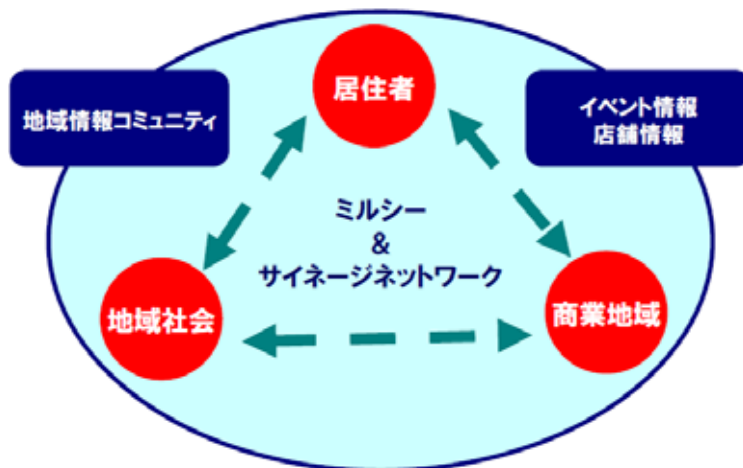 居住者
地域情報コミュニティ
イベント情報
店舗情報
ミルシー
&
サイネージネットワーク
地域社会
商業地域